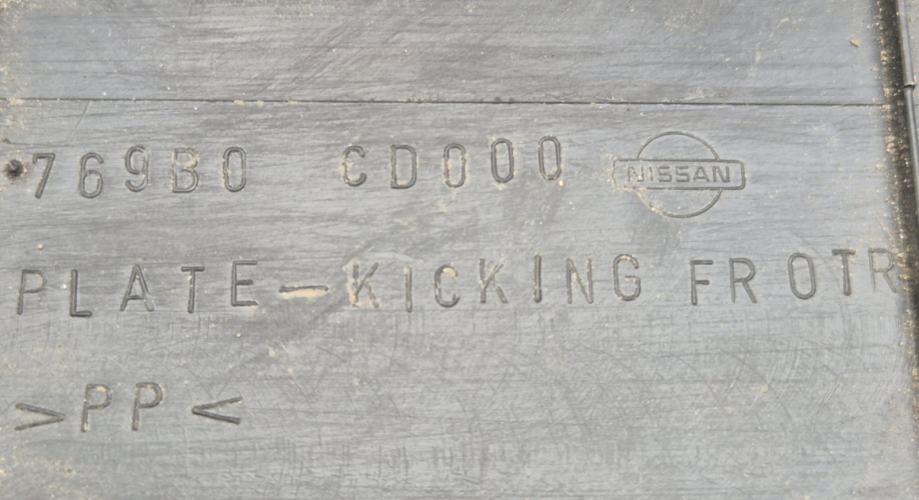 769B0 CD000 NISSAN
PLATE-KICKING FR OTR
>PP<